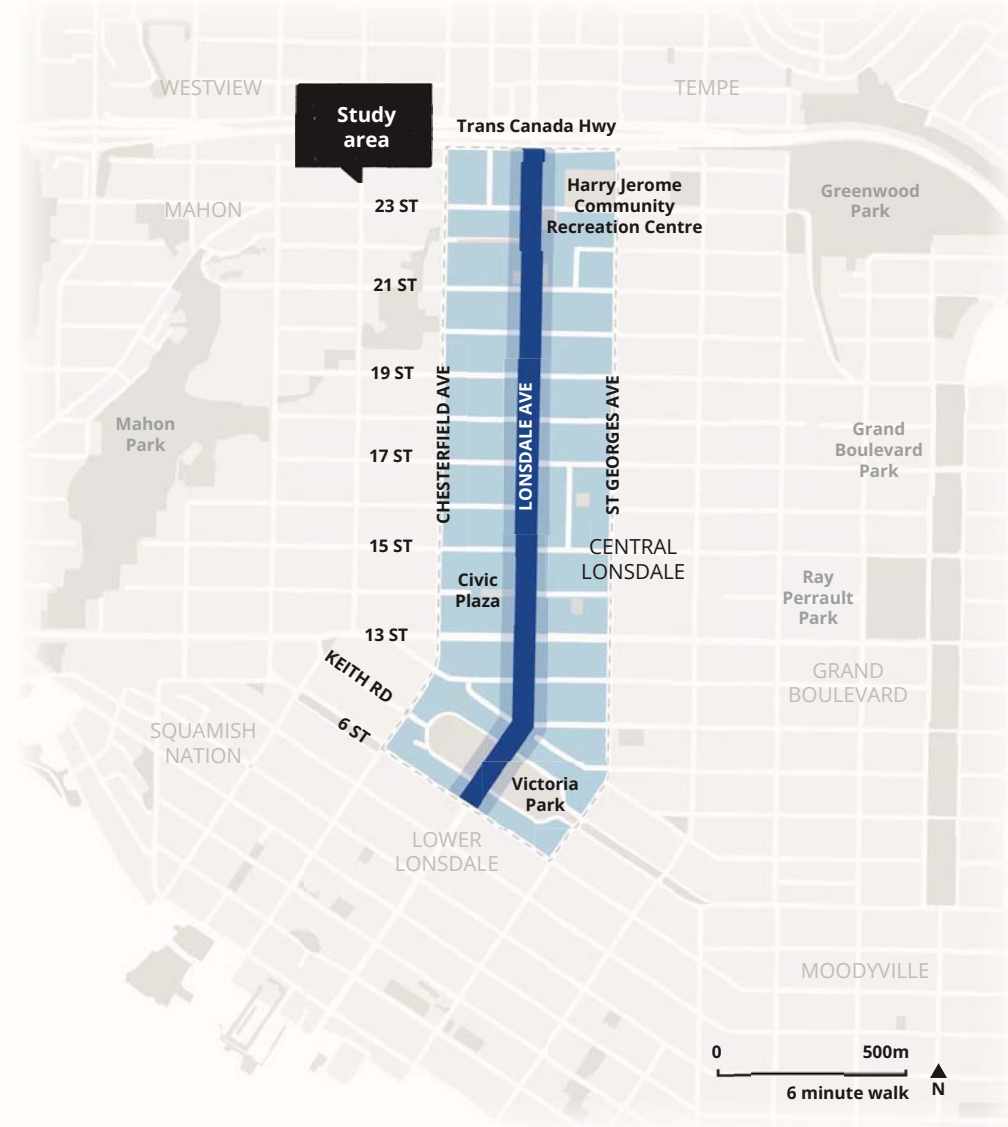 WESTVIEW
TEMPE
Study
area
Trans Canada Hwy
Harry Jerome
Community
Recreation Centre
Greenwood
Park
MAHON
23 ST
21 ST
19 ST
CHESTERFIELD AVE
LONSDALE AVE
ST GEORGES AVE
Mahon
Park
17 ST
Grand
Boulevard
Park
15 ST
CENTRAL
LONSDALE
Civic
Plaza
Ray
Perrault
Park
13 ST
KEITH RD
6 ST
GRAND
BOULEVARD
SQUAMISH
NATION
Victoria
Park
LOWER
LONSDALE
MOODYVILLE
0 500m
6 minute walk
N